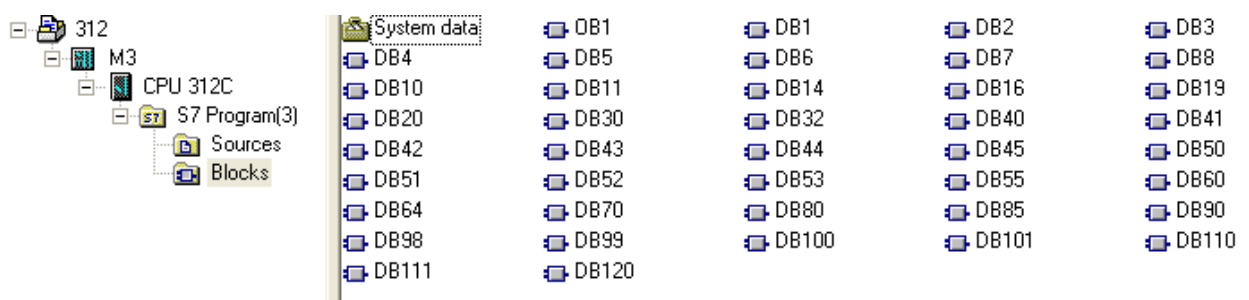 312
M3
CPU 312C
S7 Program(3)
Sources
Blocks
System data OB1 DB1 DB2 DB3
DB4 DB5 DB6 DB7 DB8
DB10 DB11 DB14 DB16 DB19
DB20 DB30 DB32 DB40 DB41
DB42 DB43 DB44 DB45 DB50
DB51 DB52 DB53 DB55 DB60
DB64 DB70 DB80 DB85 DB90
DB98 DB99 DB100 DB101 DB110
DB111 DB120